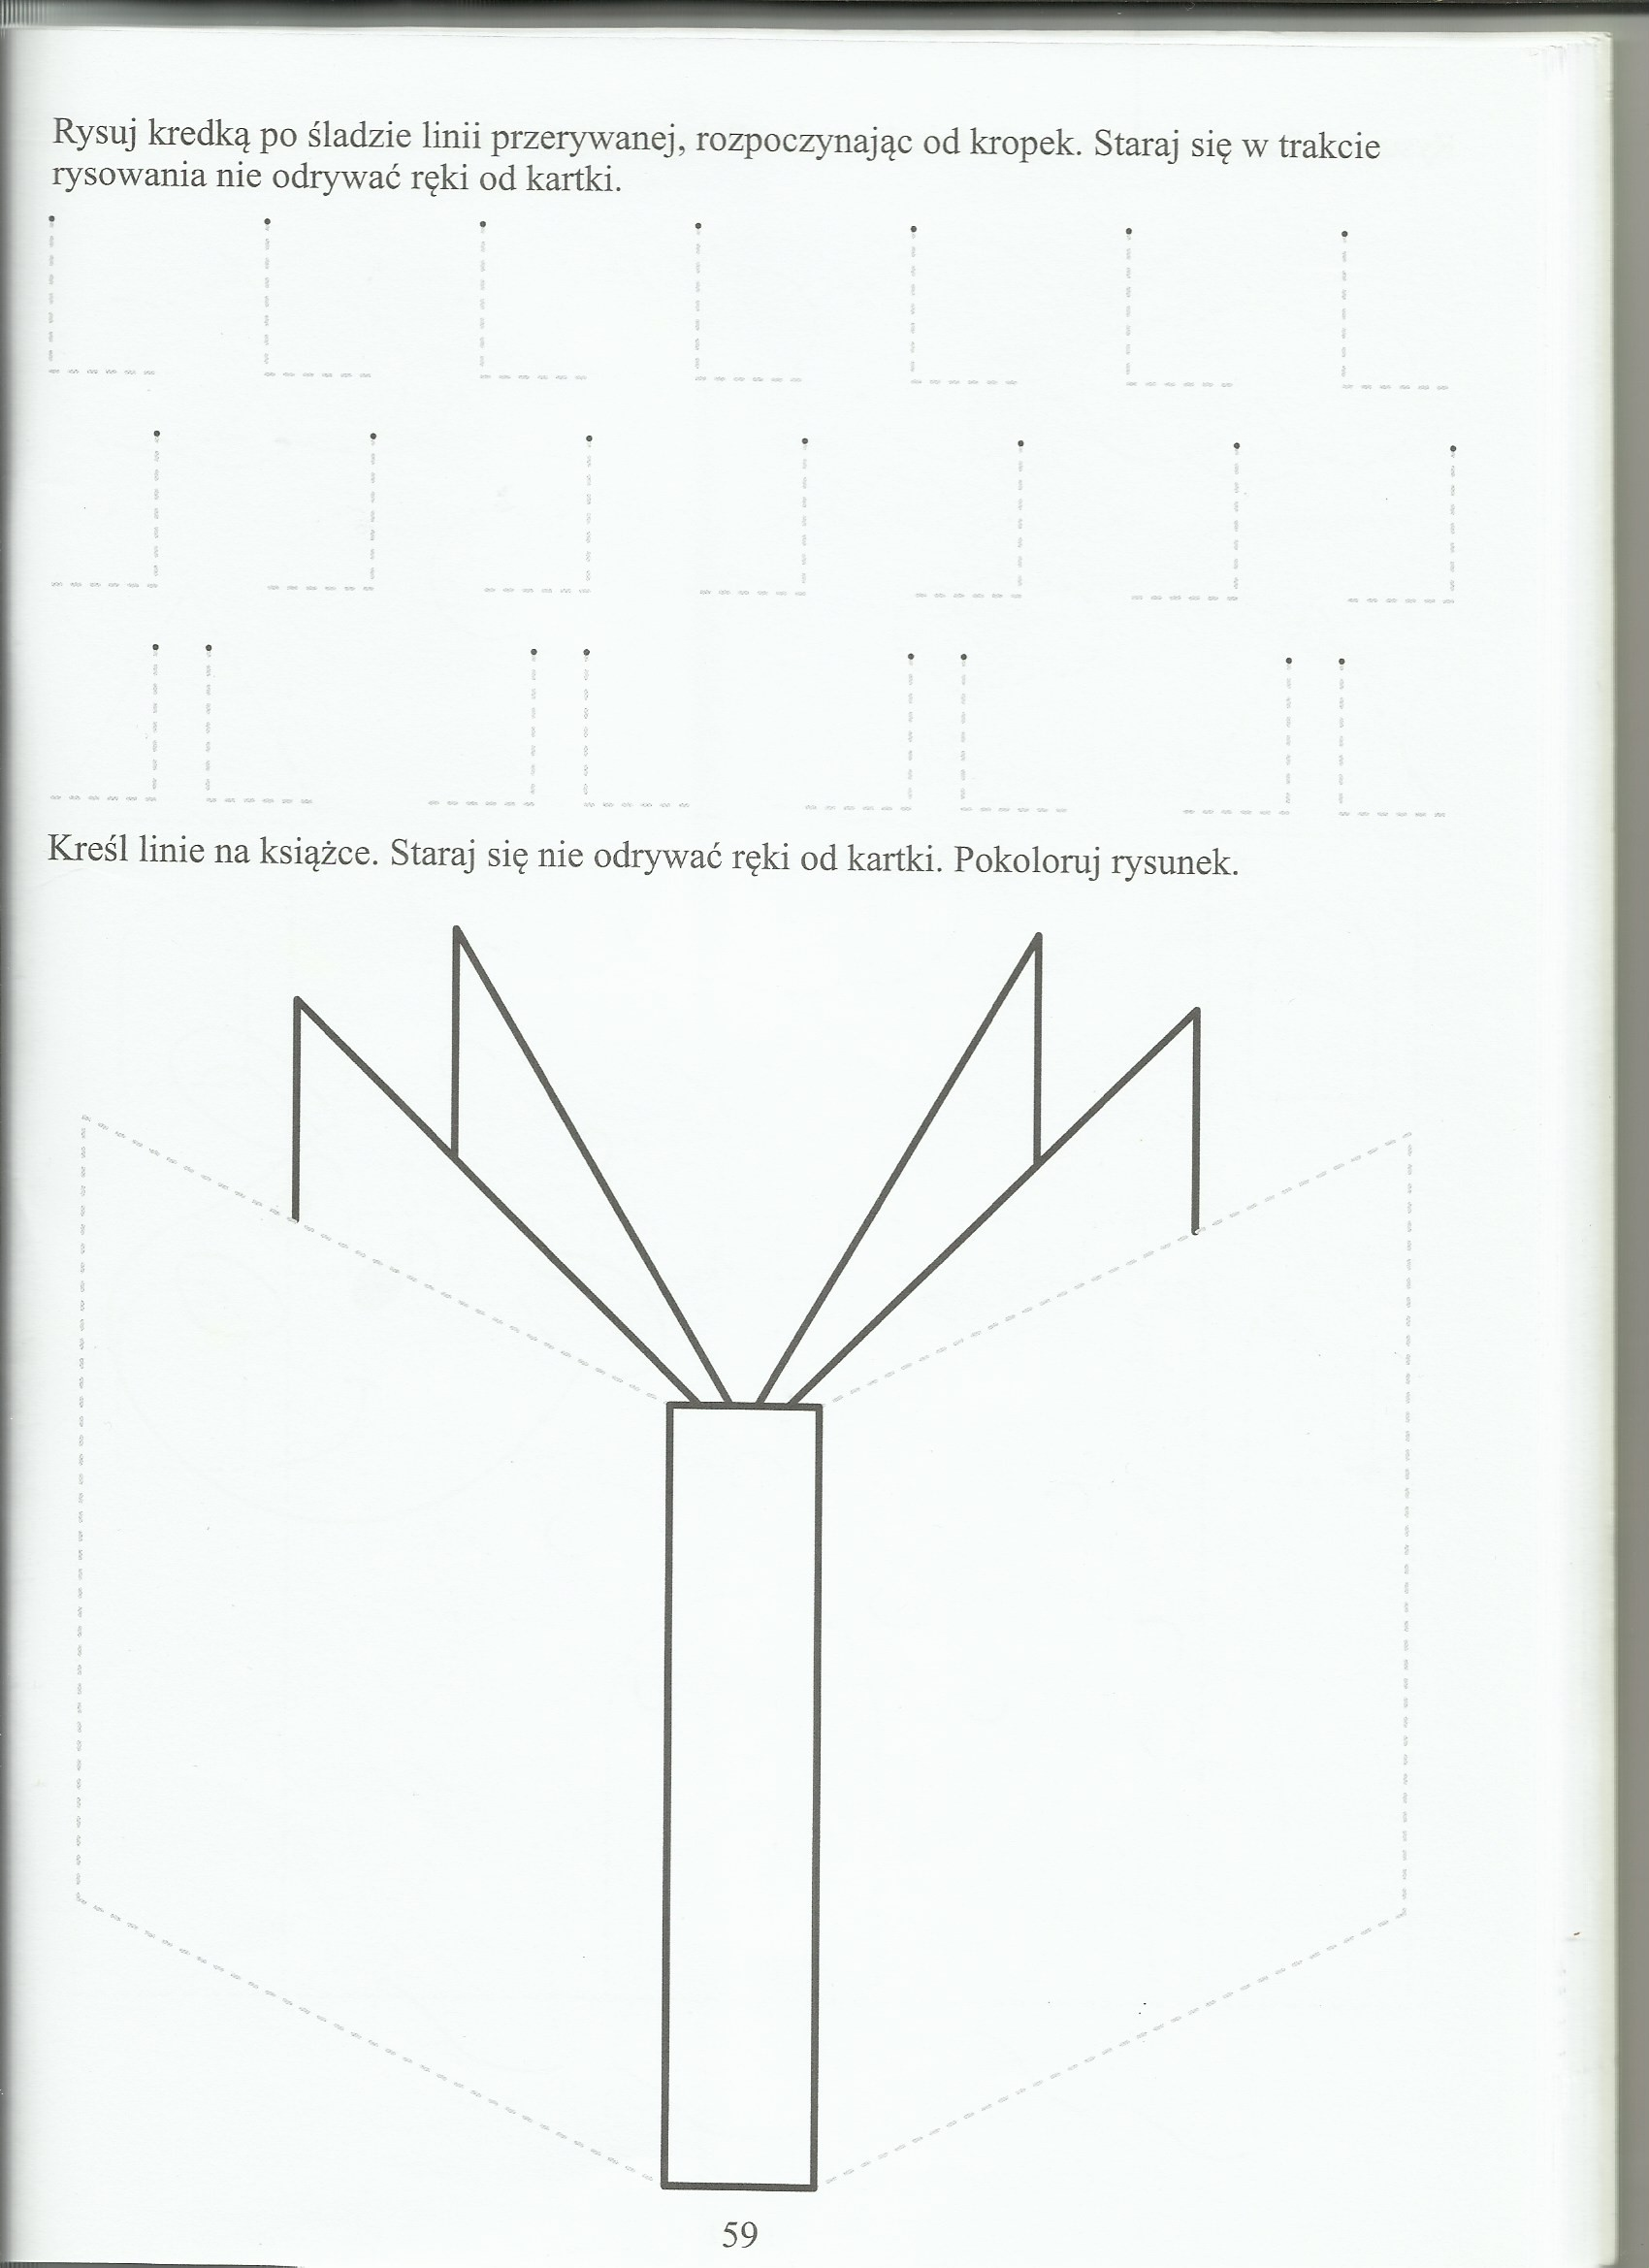 Rysuj kredką po śladzie linii przerywanej, rozpoczynając od kropek. Staraj się w trakcie
rysowania nie odrywać ręki od kartki.
Kreśl linie na książce. Staraj się nie odrywać ręki od kartki. Pokoloruj rysunek.
59